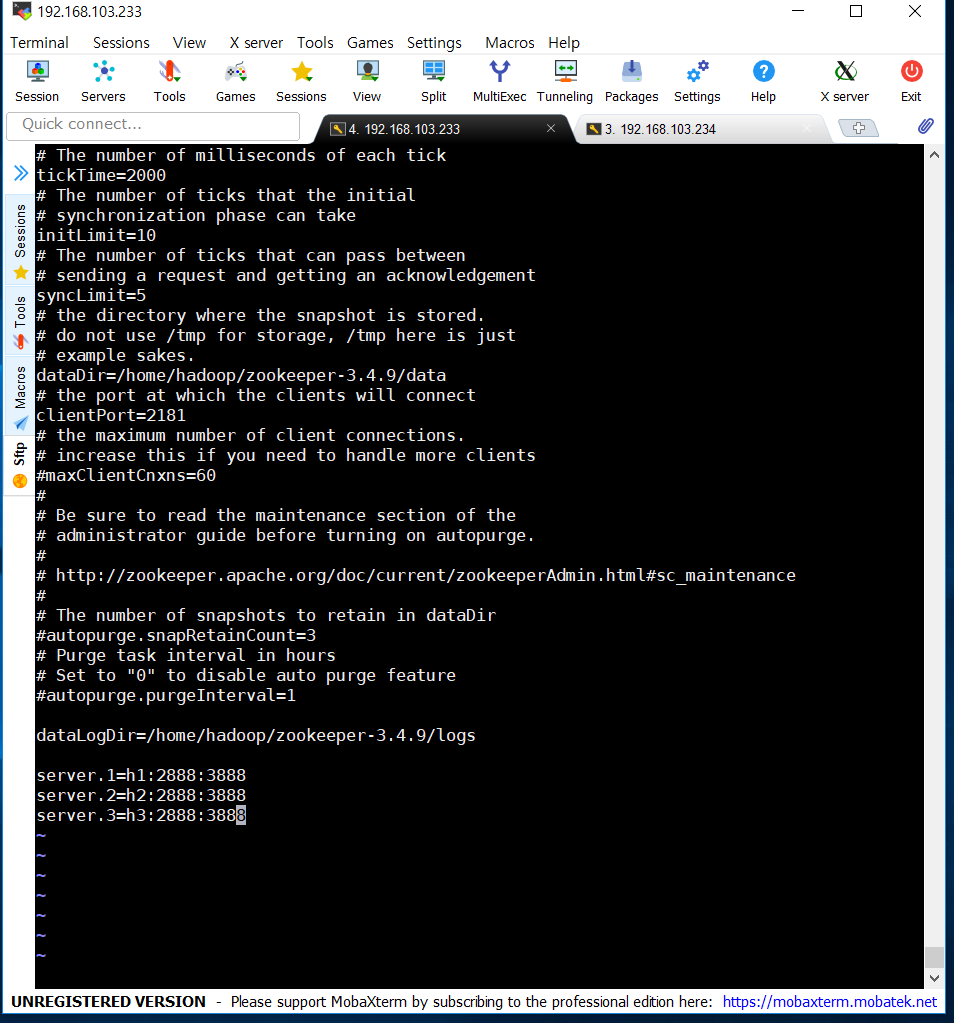 192.168.103.233
Terminal Sessions View X server Tools Games Settings Macros Help
Session Servers Tools Games Sessions View Split MultiExec Tunneling Packages Settings Help X server Exit
Quick connect...
4. 192.168.103.233
3. 192.168.103.234
Sessions
Tools
Macros
Sftp
# The number of milliseconds of each tick
tickTime=2000
# The number of ticks that the initial
# synchronization phase can take
initLimit=10
# The number of ticks that can pass between
# sending a request and getting an acknowledgement
syncLimit=5
# the directory where the snapshot is stored.
# do not use /tmp for storage, /tmp here is just
# example sakes.
dataDir=/home/hadoop/zookeeper-3.4.9/data
# the port at which the clients will connect
clientPort=2181
# the maximum number of client connections.
# increase this if you need to handle more clients
#maxClientCnxns=60
#
# Be sure to read the maintenance section of the
# administrator guide before turning on autopurge.
#
# http://zookeeper.apache.org/doc/current/zookeeperAdmin.html#sc_maintenance
#
# The number of snapshots to retain in dataDir
#autopurge.snapRetainCount=3
# Purge task interval in hours
# Set to "0" to disable auto purge feature
#autopurge.purgeInterval=1
dataLogDir=/home/hadoop/zookeeper-3.4.9/logs
server.1=h1:2888:3888
server.2=h2:2888:3888
server.3=h3:2888:3888
~
~
~
~
~
~
~
UNREGISTERED VERSION - Please support MobaXterm by subscribing to the professional edition here: https://mobaxterm.mobatek.net